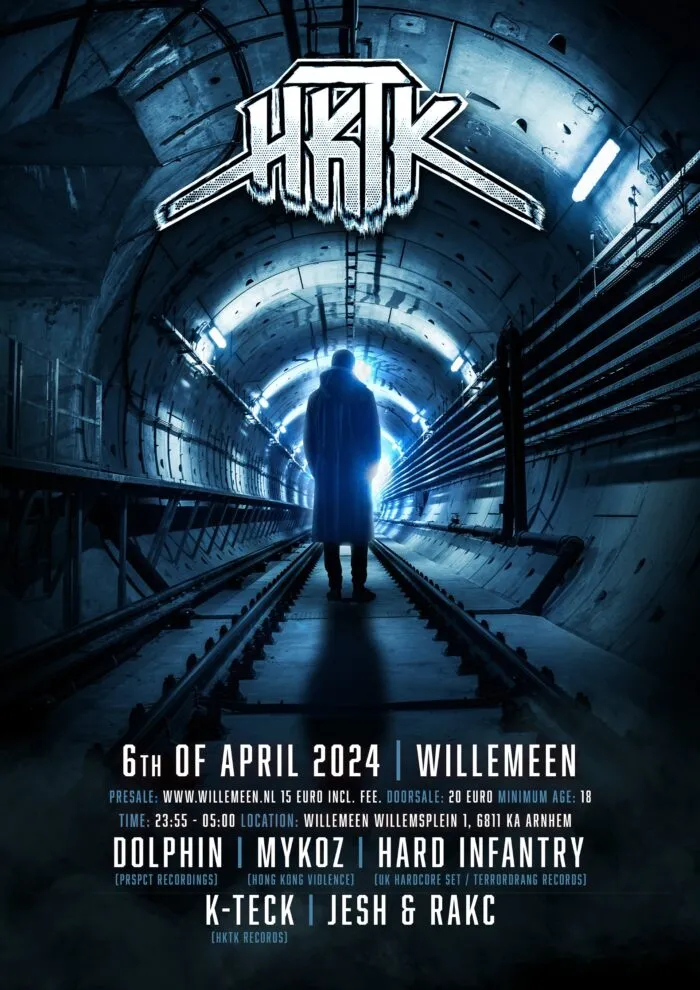 HKTK
6TH OF APRIL 2024 | WILLEMEEN
PRESALE: WWW.WILLEMEEN.NL 15 EURO INCL. FEE. DOORSALE: 20 EURO MINIMUM AGE: 18
TIME: 23:55 - 05:00 LOCATION: WILLEMEEN WILLEMSPLEIN 1, 6811 KA ARNHEM
DOLPHIN | MYKOZ | HARD INFANTRY
(PRSPCT RECORDINGS) (HONG KONG VIOLENCE) (UK HARDCORE SET / TERRORDRANG RECORDS)
K-TECK | JESH & RAKC
(HKTK RECORDS)